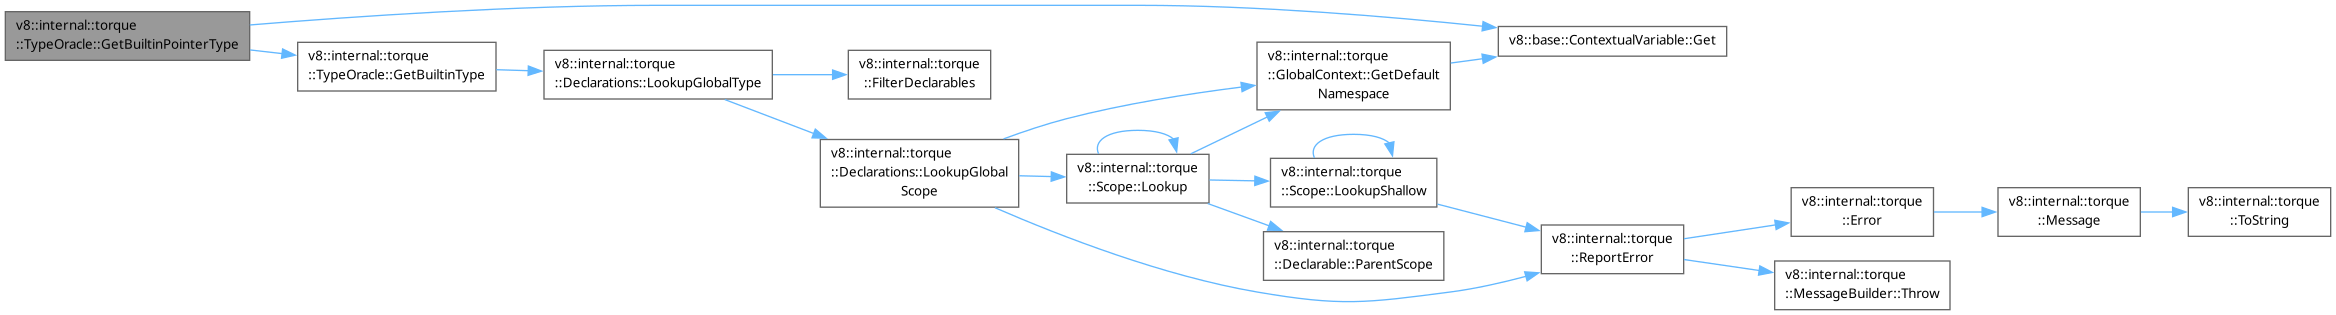 v8::internal::torque
::TypeOracle::GetBuiltinPointerType
v8::internal::torque
::TypeOracle::GetBuiltinType
v8::internal::torque
::Declarations::LookupGlobalType
v8::internal::torque
::FilterDeclarables
v8::internal::torque
::Declarations::LookupGlobal
Scope
v8::internal::torque
::Scope::Lookup
v8::internal::torque
::GlobalContext::GetDefault
Namespace
v8::base::ContextualVariable::Get
v8::internal::torque
::Scope::LookupShallow
v8::internal::torque
::Declarable::ParentScope
v8::internal::torque
::ReportError
v8::internal::torque
::Error
v8::internal::torque
::Message
v8::internal::torque
::ToString
v8::internal::torque
::MessageBuilder::Throw